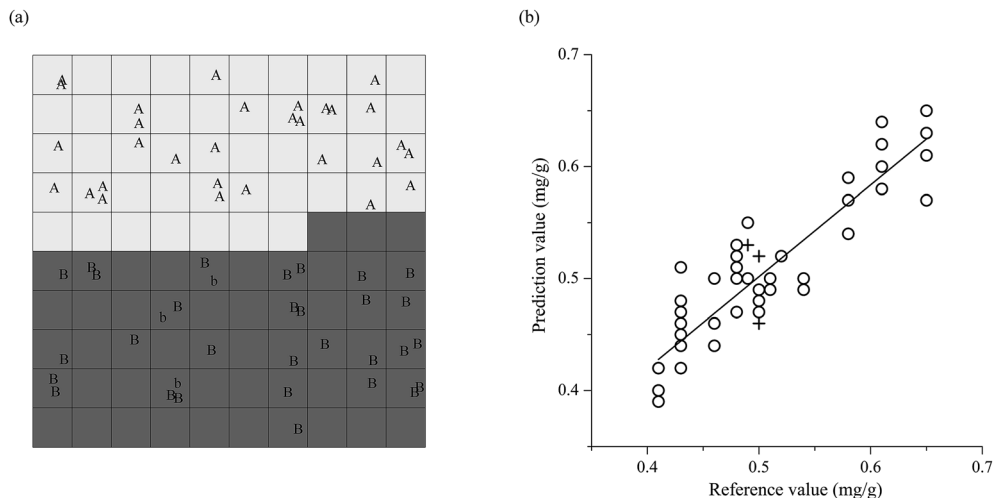 (a)
A A A A
A A A A A A A A A
A A A A A A A A
A A A A A A A A A
B B B B b B B B B
b B B B B B
B B B B B B B B
B B B b B B B B B
B
(b)
Prediction value (mg/g)
0.7
0.6
0.5
0.4
0.4 0.5 0.6 0.7
Reference value (mg/g)